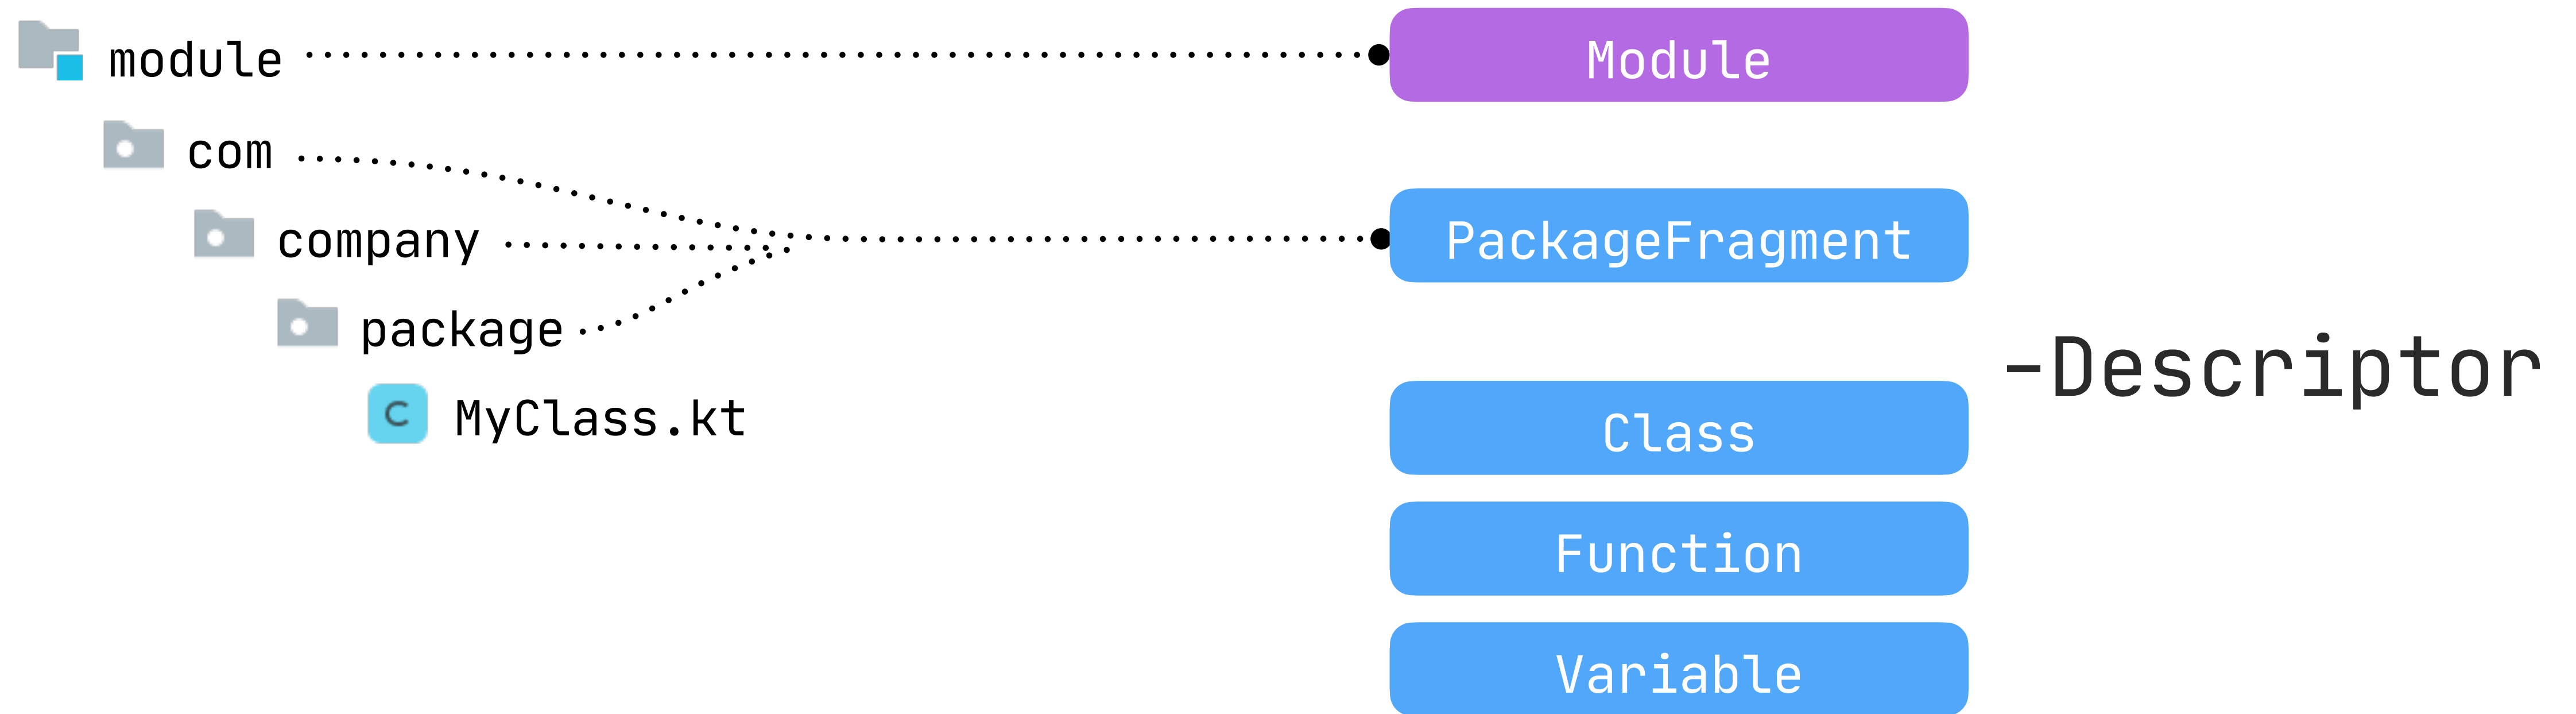 module
com
company
package
C MyClass.kt
Module
PackageFragment
Class
Function
Variable
-Descriptor